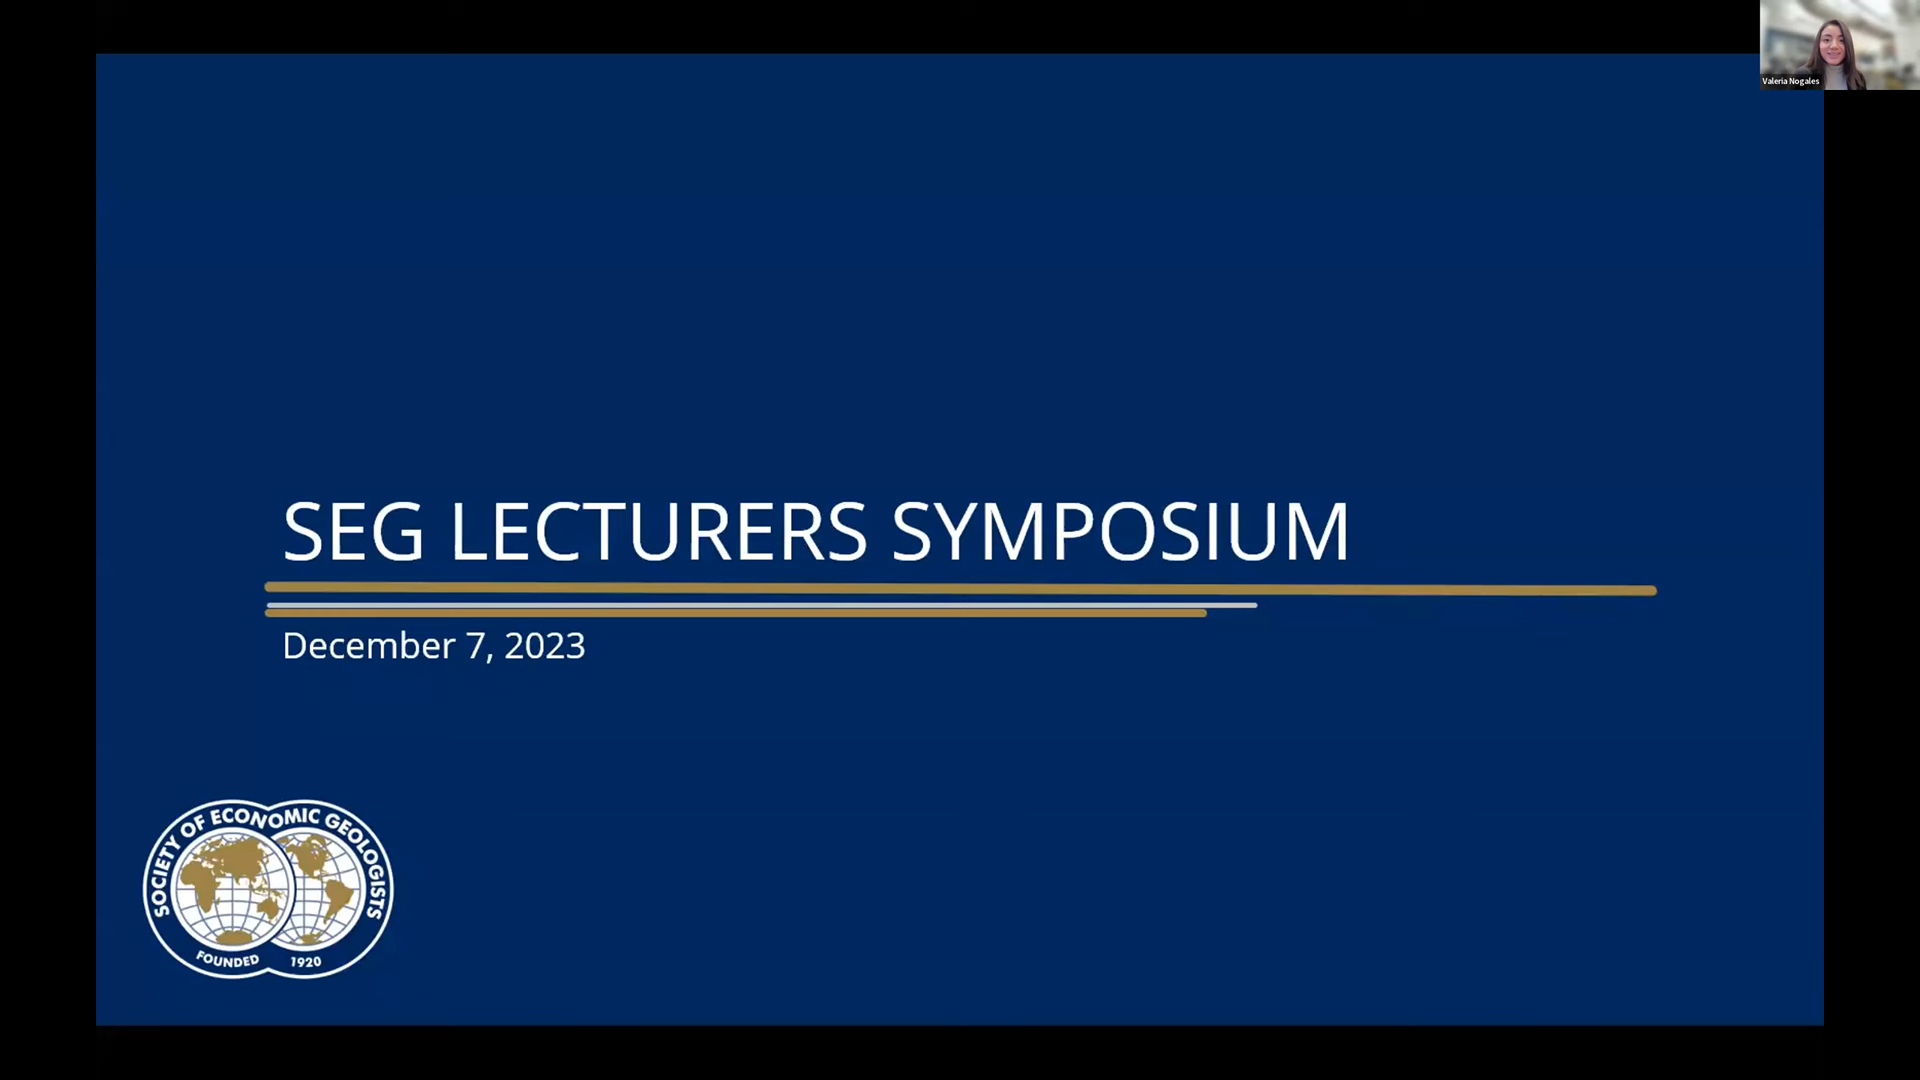 Valeria Nogales
SEG LECTURERS SYMPOSIUM
December 7, 2023
SOCIETY OF ECONOMIC GEOLOGISTS
FOUNDED 1920